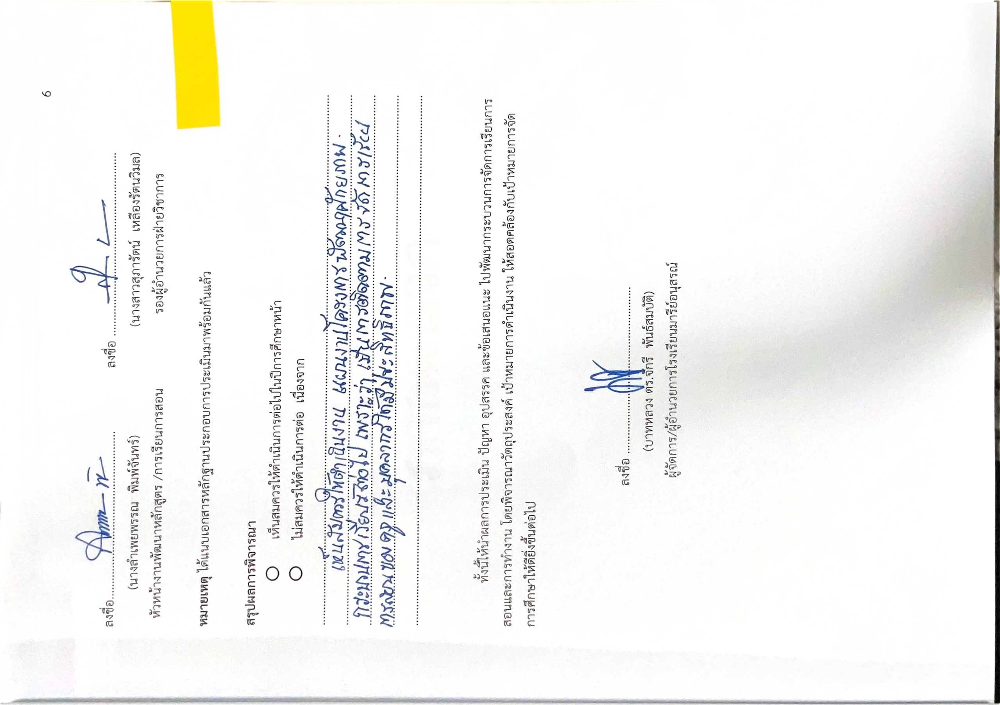 6
ลงชื่อ.................................... ลงชื่อ ....................................
(นางลำเพยพรรณ พิมพ์จันทร์) (นางสาวสุภารัตน์ เหลืองรัตนวิมล)
หัวหน้างานพัฒนาหลักสูตร /การเรียนการสอน รองผู้อำนวยการฝ่ายวิชาการ
หมายเหตุ ได้แนบเอกสารหลักฐานประกอบการประเมินมาพร้อมกันแล้ว
สรุปผลการพิจารณา
เห็นสมควรให้ดำเนินการต่อไปในปีการศึกษาหน้า
ไม่สมควรให้ดำเนินการต่อ เนื่องจาก
เห็นสมควรให้ดำเนินงาน แผนงาน/โครงการพัฒนาศักยภาพ
กระบวนการเรียนรู้ต่อไป เพราะว่า เป็นการติดตามการจัดการเรียน
การสอนของครู และบุคลากรให้มีประสิทธิภาพ.
ทั้งนี้ให้นำผลการประเมิน ปัญหา อุปสรรค และข้อเสนอแนะ ไปพัฒนากระบวนการจัดการเรียนการ
สอนและการทำงาน โดยพิจารณาวัตถุประสงค์ เป้าหมายการดำเนินงาน ให้สอดคล้องกับเป้าหมายการจัด
การศึกษาให้ดียิ่งขึ้นต่อไป
ลงชื่อ ....................................
(บาทหลวง ดร.จักรี พันธ์สมบัติ)
ผู้จัดการ/ผู้อำนวยการโรงเรียนมารีย์อนุสรณ์